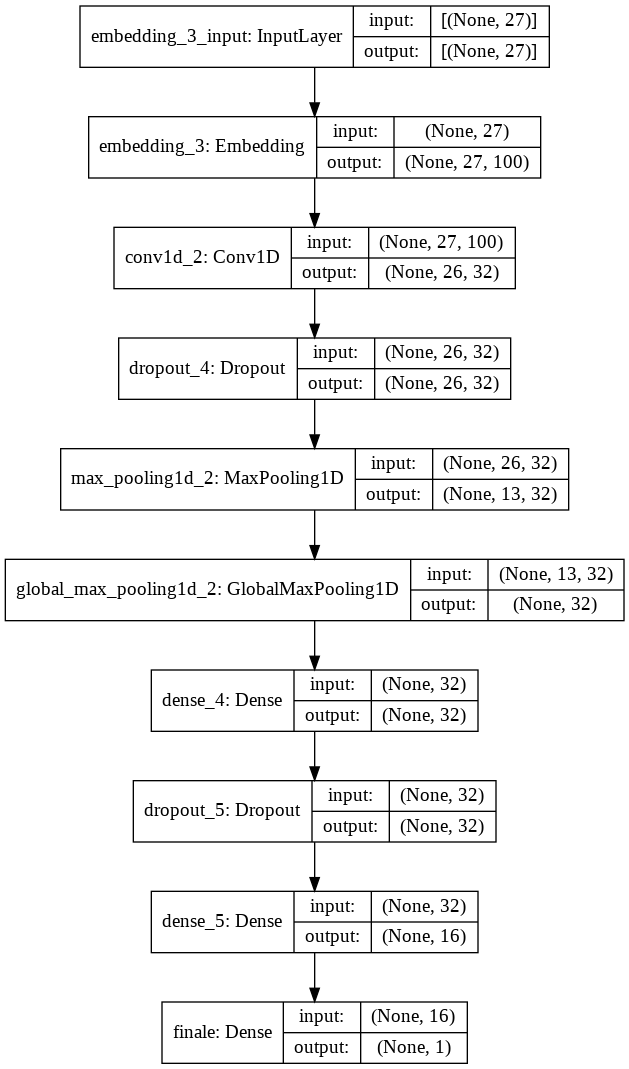 embedding_3_input: InputLayer input: [(None, 27)]
output: [(None, 27)]
embedding_3: Embedding input: (None, 27)
output: (None, 27, 100)
conv1d_2: Conv1D input: (None, 27, 100)
output: (None, 26, 32)
dropout_4: Dropout input: (None, 26, 32)
output: (None, 26, 32)
max_pooling1d_2: MaxPooling1D input: (None, 26, 32)
output: (None, 13, 32)
global_max_pooling1d_2: GlobalMaxPooling1D input: (None, 13, 32)
output: (None, 32)
dense_4: Dense input: (None, 32)
output: (None, 32)
dropout_5: Dropout input: (None, 32)
output: (None, 32)
dense_5: Dense input: (None, 32)
output: (None, 16)
finale: Dense input: (None, 16)
output: (None, 1)